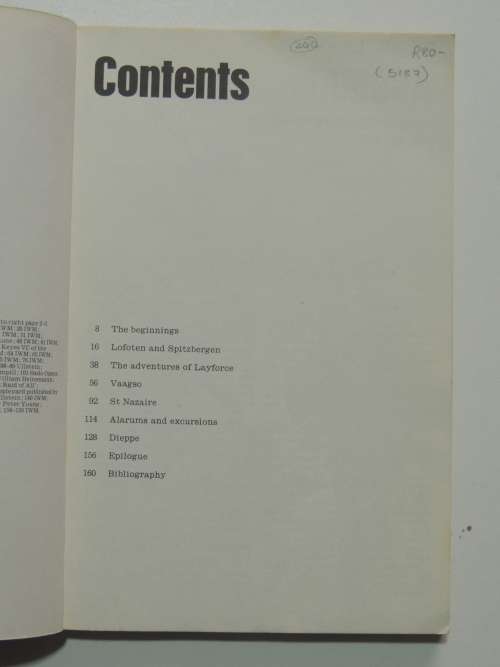 Contents
R80-
(5187)
8 The beginnings
16 Lofoten and Spitzbergen
38 The adventures of Layforce
56 Vaagso
92 St Nazaire
114 Alarums and excursions
128 Dieppe
156 Epilogue
160 Bibliography